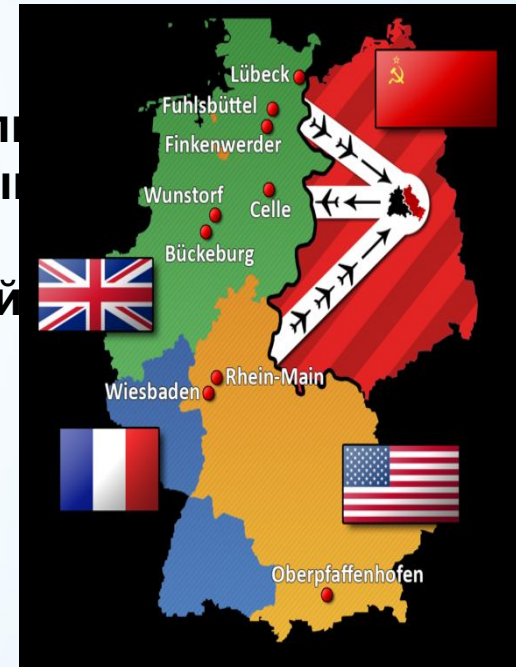 Lübeck
Fuhlsbüttel
Finkenwerder
Wunstorf
Celle
Bückeburg
Rhein-Main
Wiesbaden
Oberpfaffenhofen